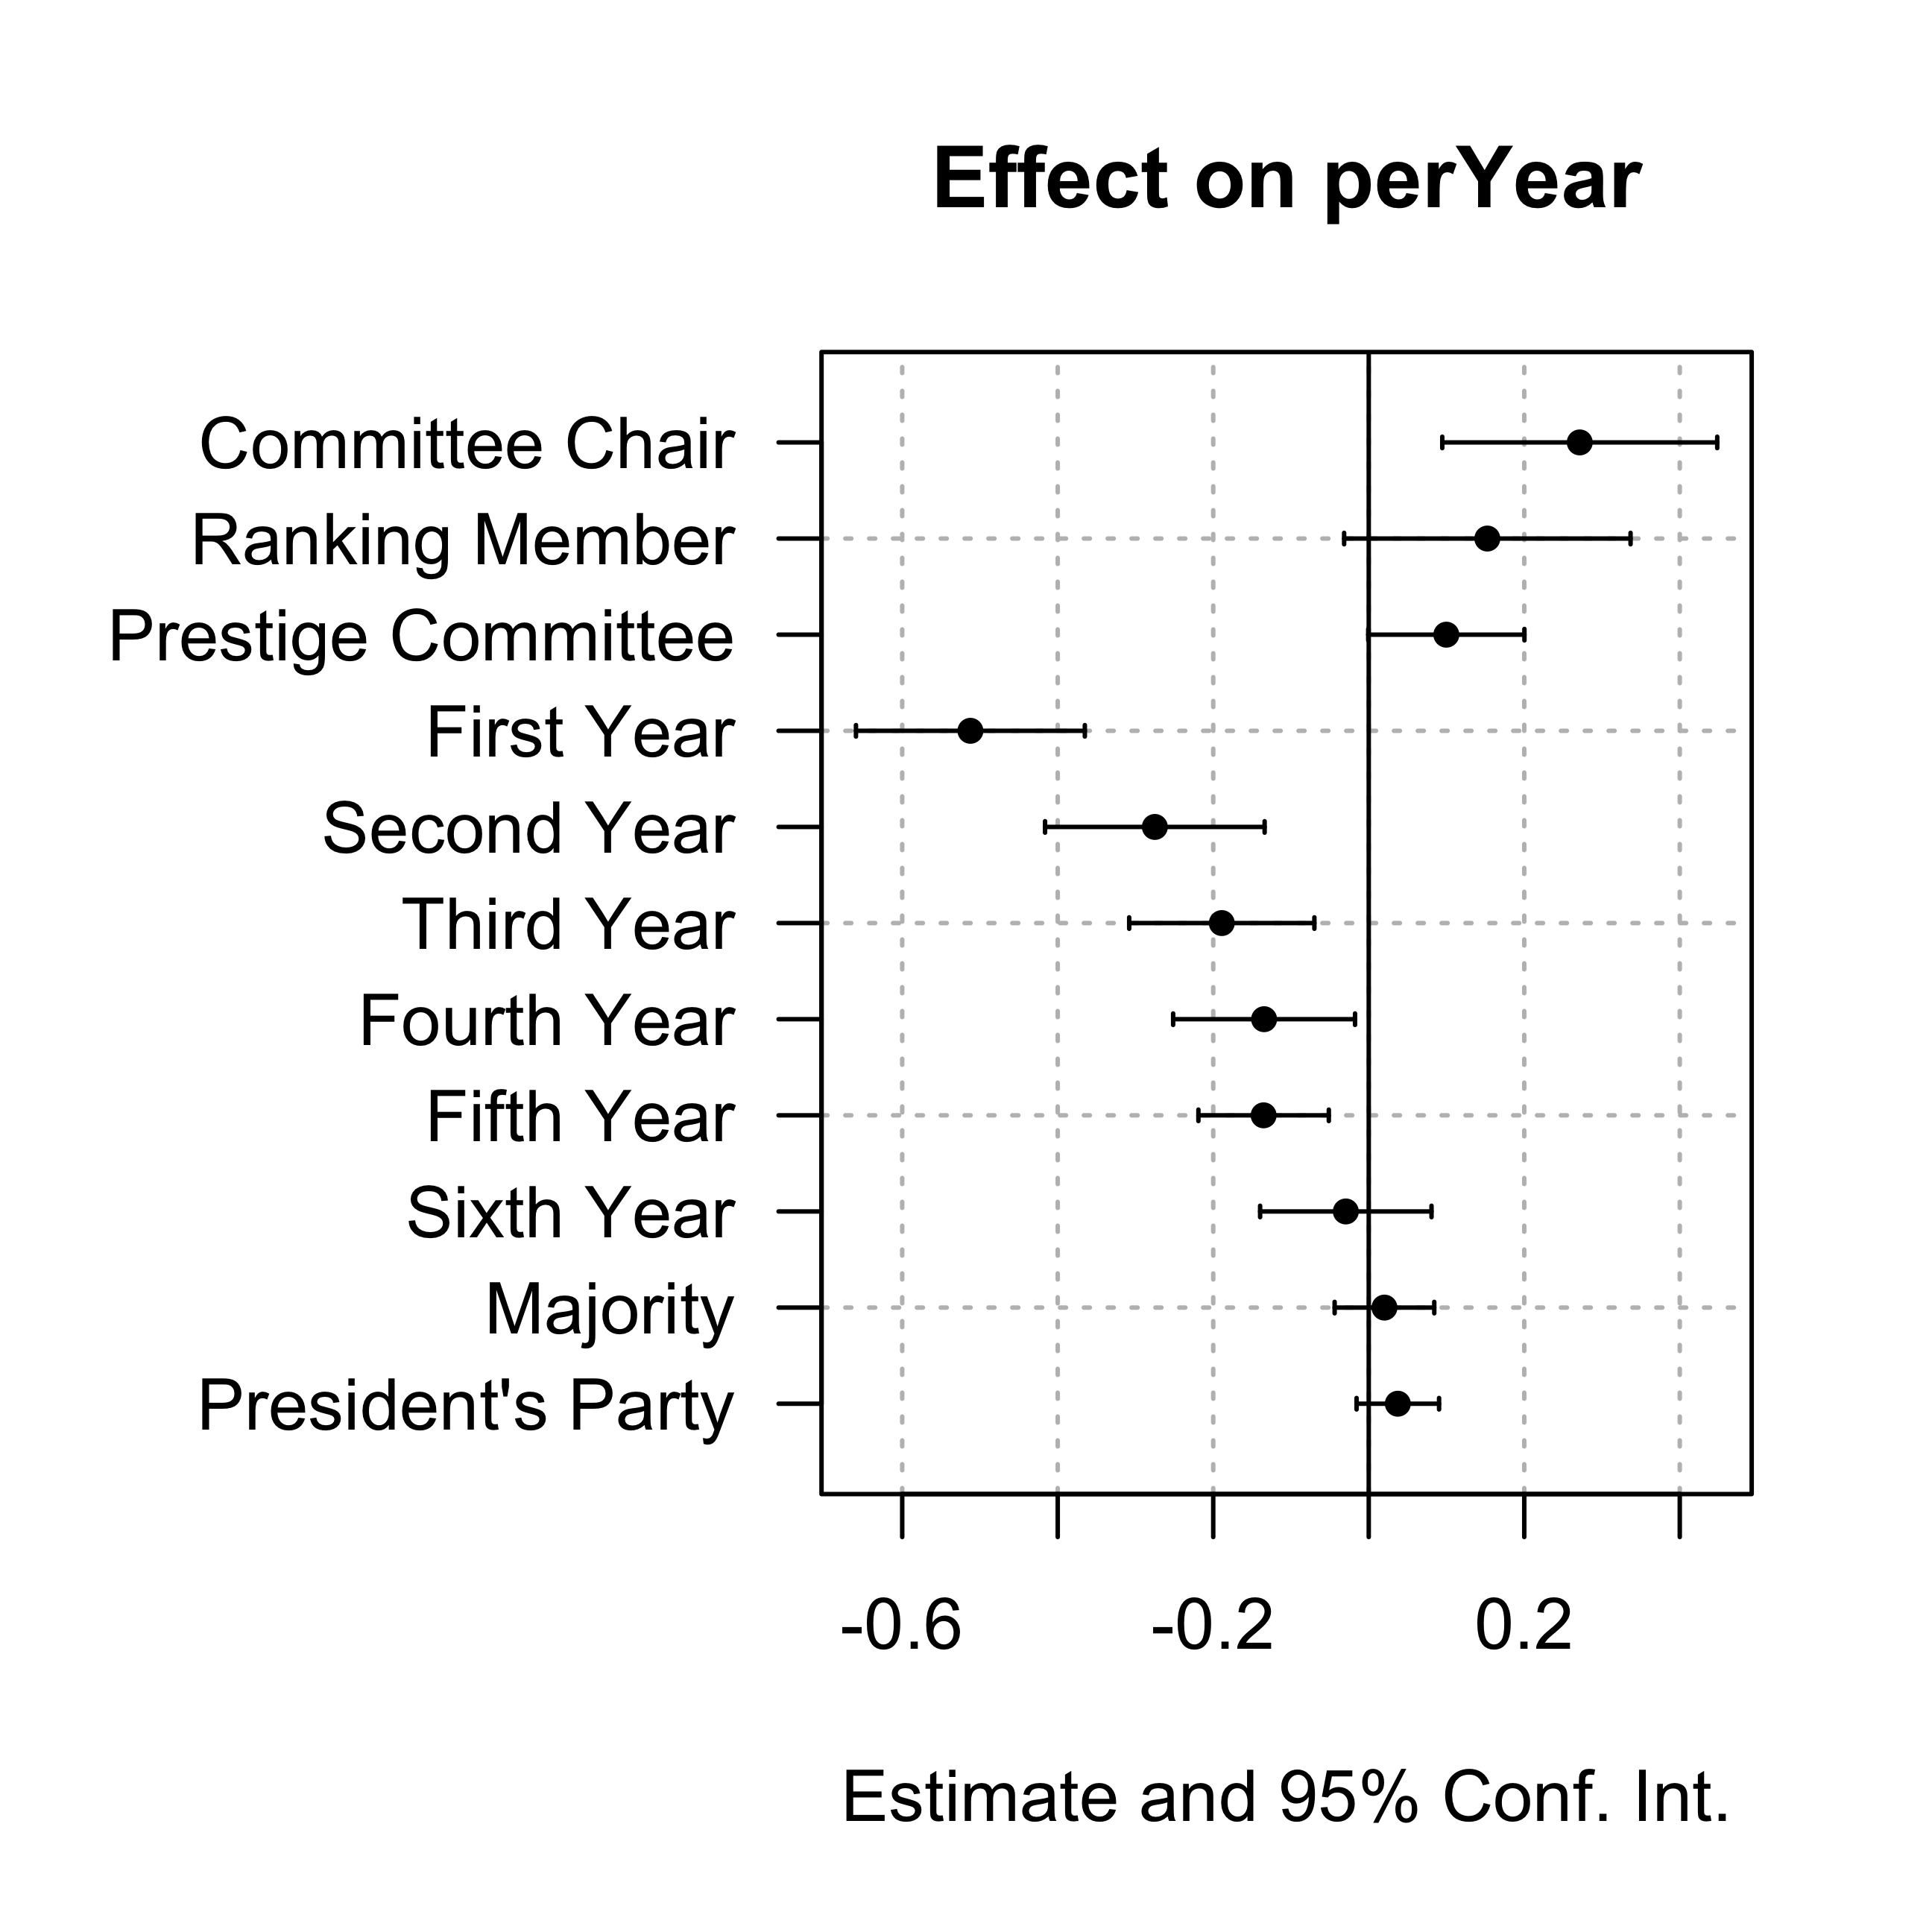 Effect on perYear
Committee Chair
Ranking Member
Prestige Committee
First Year
Second Year
Third Year
Fourth Year
Fifth Year
Sixth Year
Majority
President's Party
-0.6 -0.2 0.2
Estimate and 95% Conf. Int.